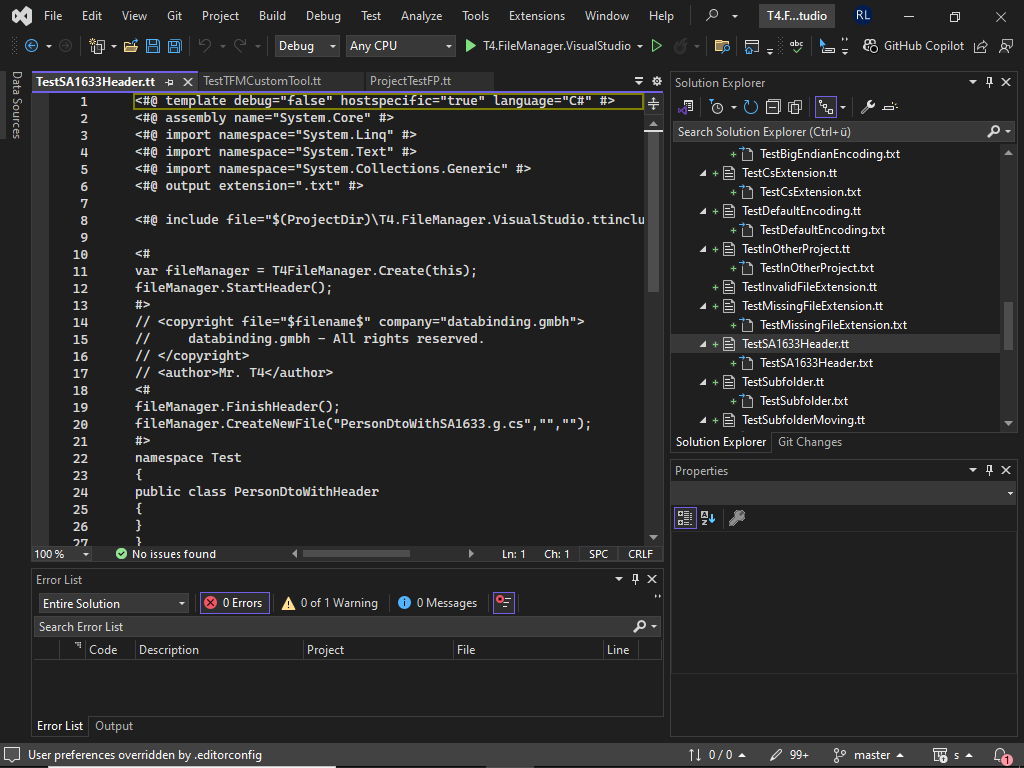 File Edit View Git Project Build Debug Test Analyze Tools Extensions Window Help T4.F...tudio RL
Debug Any CPU T4.FileManager.VisualStudio GitHub Copilot
Data Sources
TestSA1633Header.tt TestTFMCustomTool.tt ProjectTestFP.tt
1 <#@ template debug="false" hostspecific="true" language="C#" #>
2 <#@ assembly name="System.Core" #>
3 <#@ import namespace="System.Linq" #>
4 <#@ import namespace="System.Text" #>
5 <#@ import namespace="System.Collections.Generic" #>
6 <#@ output extension=".txt" #>
7
8 <#@ include file="$(ProjectDir)\T4.FileManager.VisualStudio.ttinclu
9
10 <#
11 var fileManager = T4FileManager.Create(this);
12 fileManager.StartHeader();
13 #>
14 // <copyright file="$filename$" company="databinding.gmbh">
15 //     databinding.gmbh - All rights reserved.
16 // </copyright>
17 // <author>Mr. T4</author>
18 <#
19 fileManager.FinishHeader();
20 fileManager.CreateNewFile("PersonDtoWithSA1633.g.cs","","");
21 #>
22 namespace Test
23 {
24 public class PersonDtoWithHeader
25 {
26 }
27 }
100 % No issues found Ln: 1 Ch: 1 SPC CRLF
Error List
Entire Solution 0 Errors 0 of 1 Warning 0 Messages
Search Error List
Code Description Project File Line
Error List Output
Solution Explorer
Search Solution Explorer (Ctrl+ü)
TestBigEndianEncoding.txt
TestCsExtension.tt
TestCsExtension.txt
TestDefaultEncoding.tt
TestDefaultEncoding.txt
TestInOtherProject.tt
TestInOtherProject.txt
TestInvalidFileExtension.tt
TestMissingFileExtension.tt
TestMissingFileExtension.txt
TestSA1633Header.tt
TestSA1633Header.txt
TestSubfolder.tt
TestSubfolder.txt
TestSubfolderMoving.tt
Solution Explorer Git Changes
Properties
User preferences overridden by .editorconfig 0 / 0 99+ master s 1